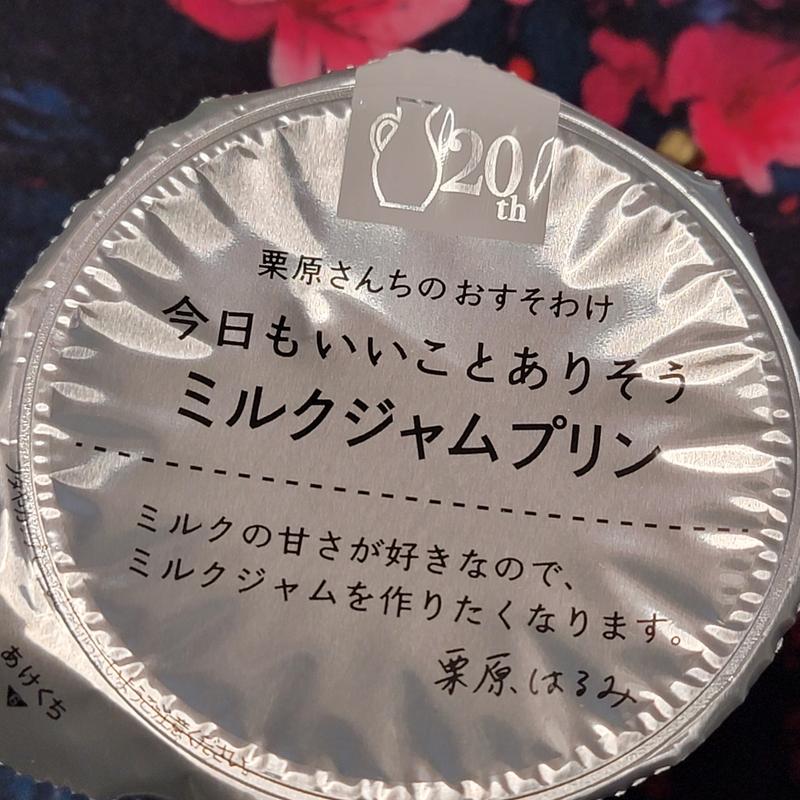 20th
栗原さんちのおすそわけ
今日もいいことありそう
ミルクジャムプリン
ミルクの甘さが好きなので、
ミルクジャムを作りたくなります。
栗原はるみ
あけくち